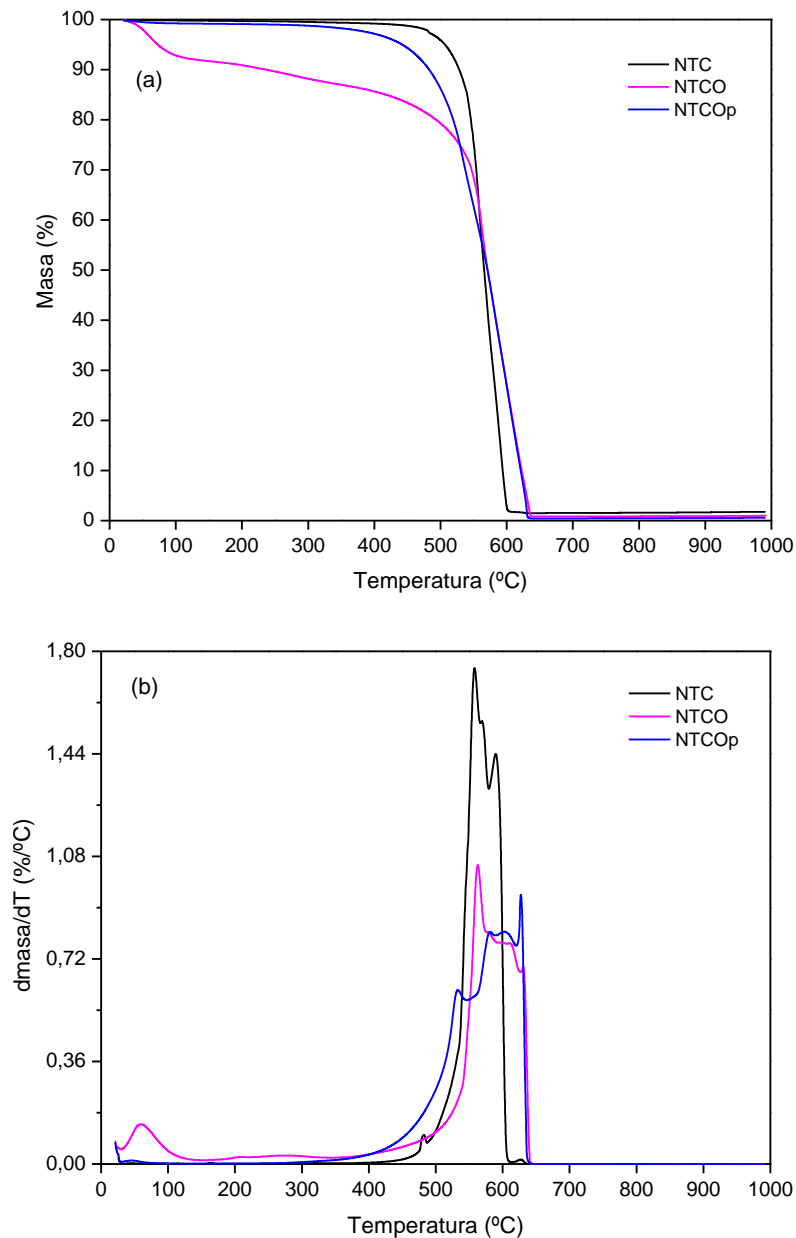 100
90
80
70
60
50
40
30
20
10
0
Masa (%)
(a)
NTC
NTCO
NTCOp
0 100 200 300 400 500 600 700 800 900 1000
Temperatura (ºC)
1,80
1,44
1,08
0,72
0,36
0,00
dmasa/dT (%/ºC)
(b)
NTC
NTCO
NTCOp
0 100 200 300 400 500 600 700 800 900 1000
Temperatura (ºC)